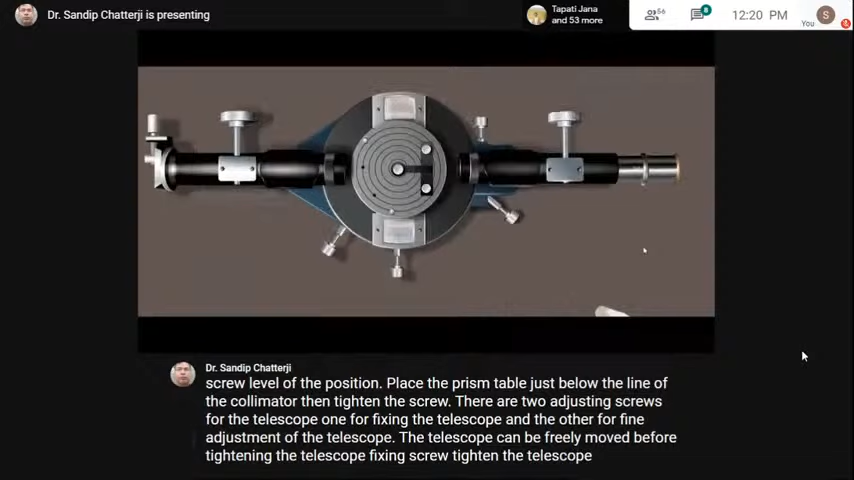 Dr. Sandip Chatterji is presenting
Tapati Jana
and 53 more
56
8
12:20 PM
You
S
Dr. Sandip Chatterji
screw level of the position. Place the prism table just below the line of
the collimator then tighten the screw. There are two adjusting screws
for the telescope one for fixing the telescope and the other for fine
adjustment of the telescope. The telescope can be freely moved before
tightening the telescope fixing screw tighten the telescope